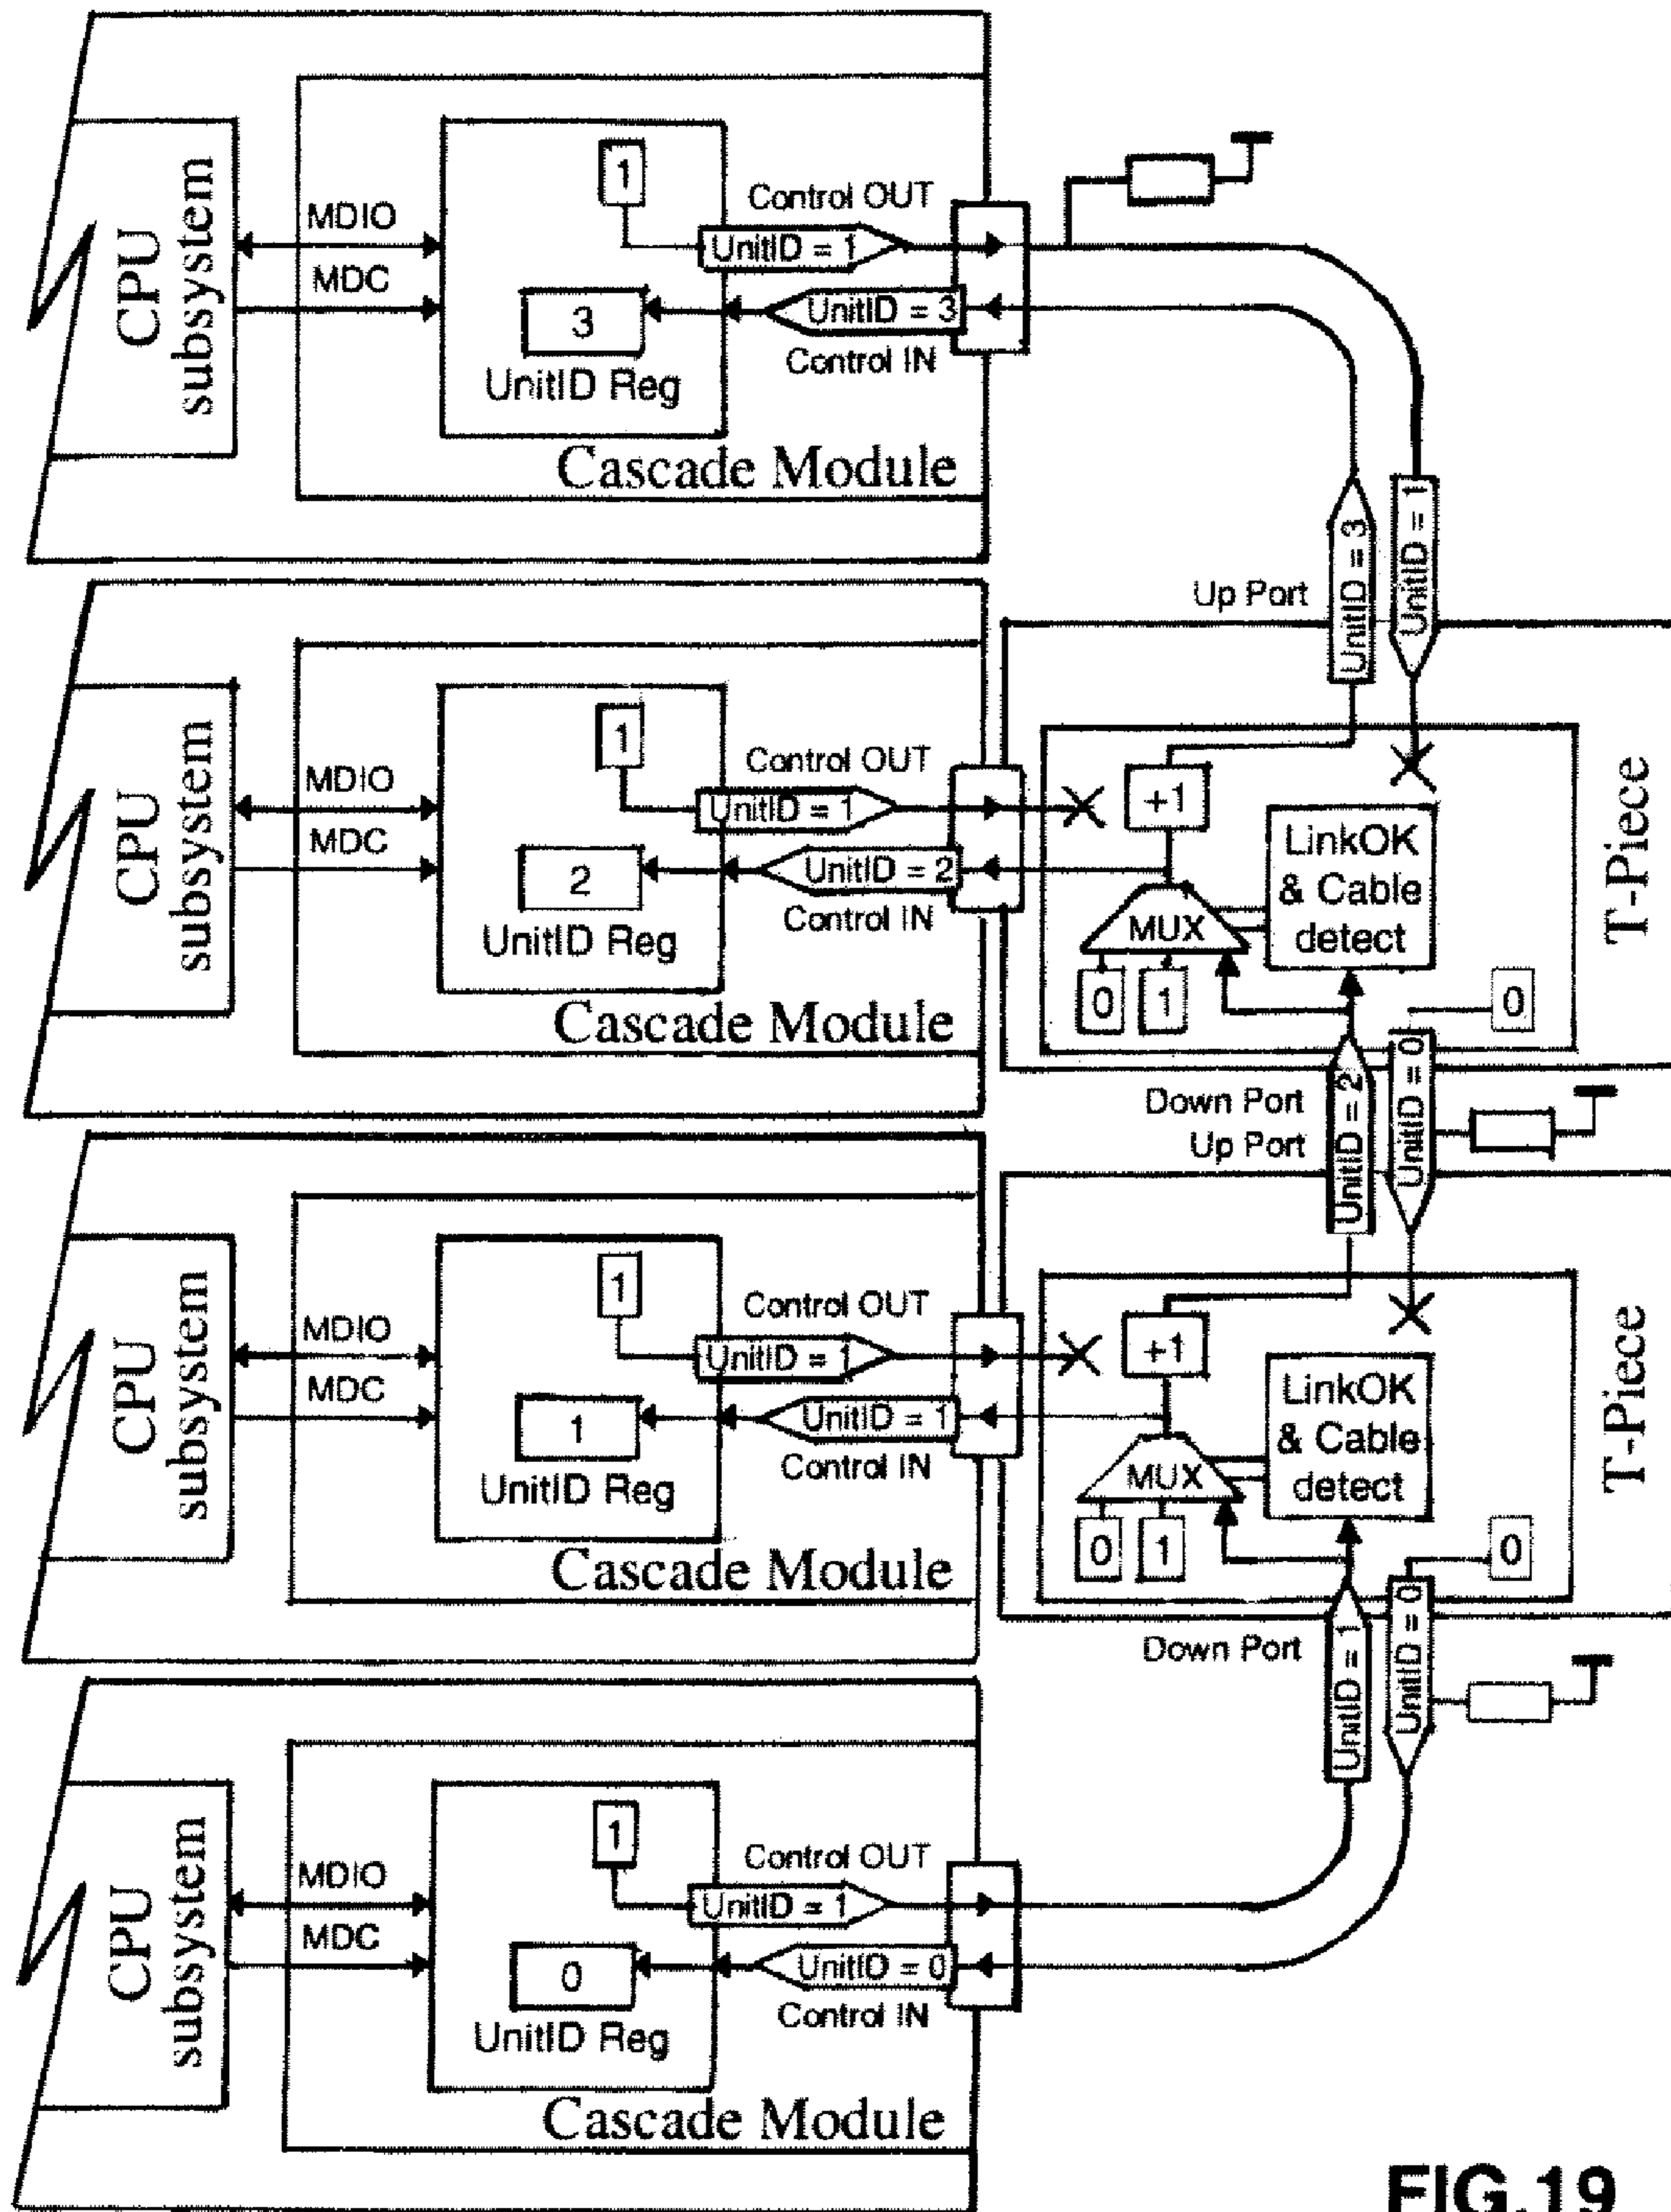 CPU
subsystem
MDIO
MDC
1
Control OUT
UnitID = 1
UnitID = 3
3
Control IN
UnitID Reg
Cascade Module
UnitID = 3
UnitID = 1
Up Port
CPU
subsystem
MDIO
MDC
1
Control OUT
UnitID = 1
UnitID = 2
2
Control IN
UnitID Reg
Cascade Module
+1
LinkOK
& Cable
detect
MUX
0
1
0
T-Piece
Down Port
Up Port
UnitID = 2
UnitID = 0
CPU
subsystem
MDIO
MDC
1
Control OUT
UnitID = 1
UnitID = 1
1
Control IN
UnitID Reg
Cascade Module
+1
LinkOK
& Cable
detect
MUX
0
1
0
T-Piece
Down Port
UnitID = 1
UnitID = 0
CPU
subsystem
MDIO
MDC
1
Control OUT
UnitID = 1
UnitID = 0
0
Control IN
UnitID Reg
Cascade Module
FIG.19